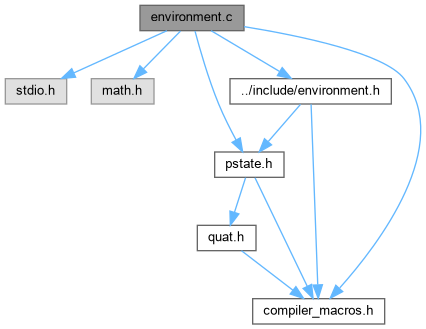 environment.c
stdio.h
math.h
../include/environment.h
pstate.h
quat.h
compiler_macros.h